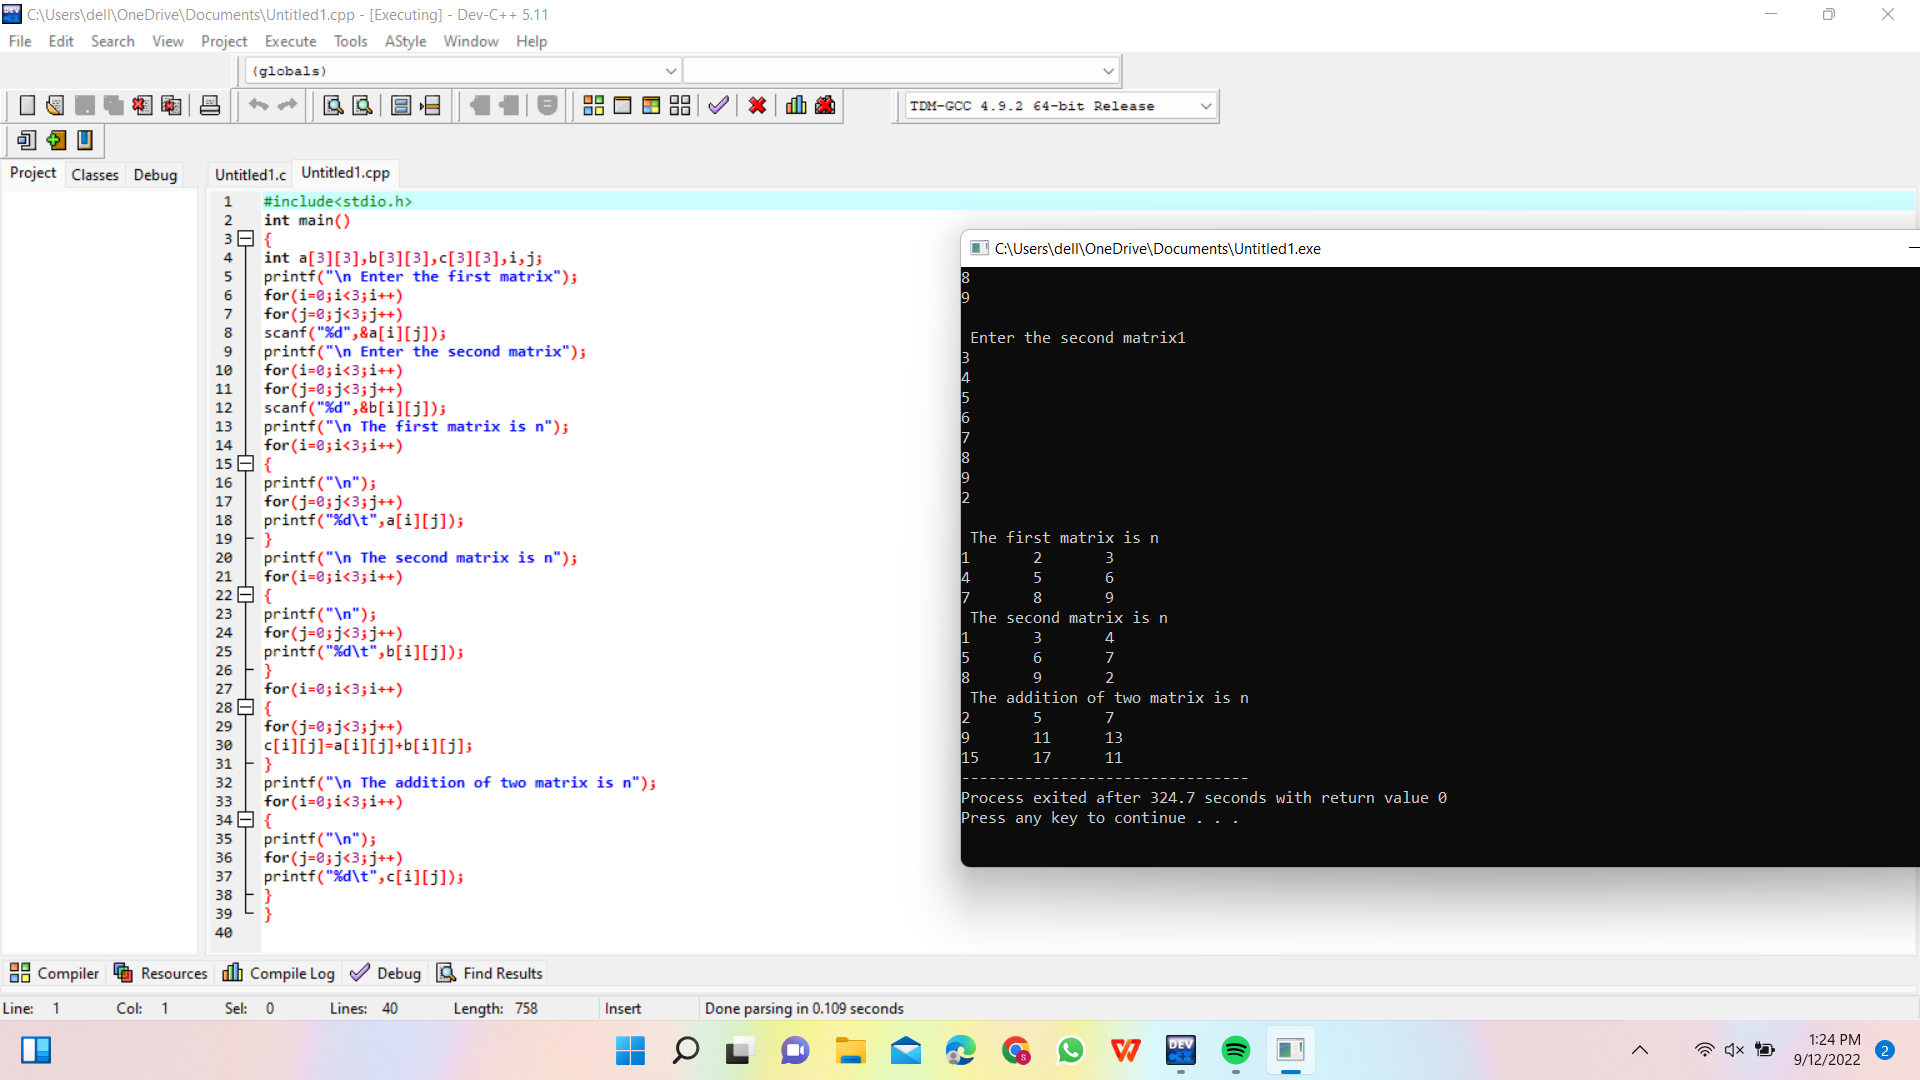 C:\Users\dell\OneDrive\Documents\Untitled1.cpp - [Executing] - Dev-C++ 5.11
File Edit Search View Project Execute Tools AStyle Window Help
(globals)
TDM-GCC 4.9.2 64-bit Release
Project Classes Debug Untitled1.c Untitled1.cpp
1 #include<stdio.h>
2 int main()
3 {
4 int a[3][3],b[3][3],c[3][3],i,j;
5 printf("\n Enter the first matrix");
6 for(i=0;i<3;i++)
7 for(j=0;j<3;j++)
8 scanf("%d",&a[i][j]);
9 printf("\n Enter the second matrix");
10 for(i=0;i<3;i++)
11 for(j=0;j<3;j++)
12 scanf("%d",&b[i][j]);
13 printf("\n The first matrix is n");
14 for(i=0;i<3;i++)
15 {
16 printf("\n");
17 for(j=0;j<3;j++)
18 printf("%d\t",a[i][j]);
19 }
20 printf("\n The second matrix is n");
21 for(i=0;i<3;i++)
22 {
23 printf("\n");
24 for(j=0;j<3;j++)
25 printf("%d\t",b[i][j]);
26 }
27 for(i=0;i<3;i++)
28 {
29 for(j=0;j<3;j++)
30 c[i][j]=a[i][j]+b[i][j];
31 }
32 printf("\n The addition of two matrix is n");
33 for(i=0;i<3;i++)
34 {
35 printf("\n");
36 for(j=0;j<3;j++)
37 printf("%d\t",c[i][j]);
38 }
39 }
40
C:\Users\dell\OneDrive\Documents\Untitled1.exe
8
9
Enter the second matrix1
3
4
5
6
7
8
9
2
The first matrix is n
1 2 3
4 5 6
7 8 9
The second matrix is n
1 3 4
5 6 7
8 9 2
The addition of two matrix is n
2 5 7
9 11 13
15 17 11
--------------------------------
Process exited after 324.7 seconds with return value 0
Press any key to continue . . .
Compiler Resources Compile Log Debug Find Results
Line: 1 Col: 1 Sel: 0 Lines: 40 Length: 758 Insert Done parsing in 0.109 seconds
DEV C++
1:24 PM
9/12/2022
2